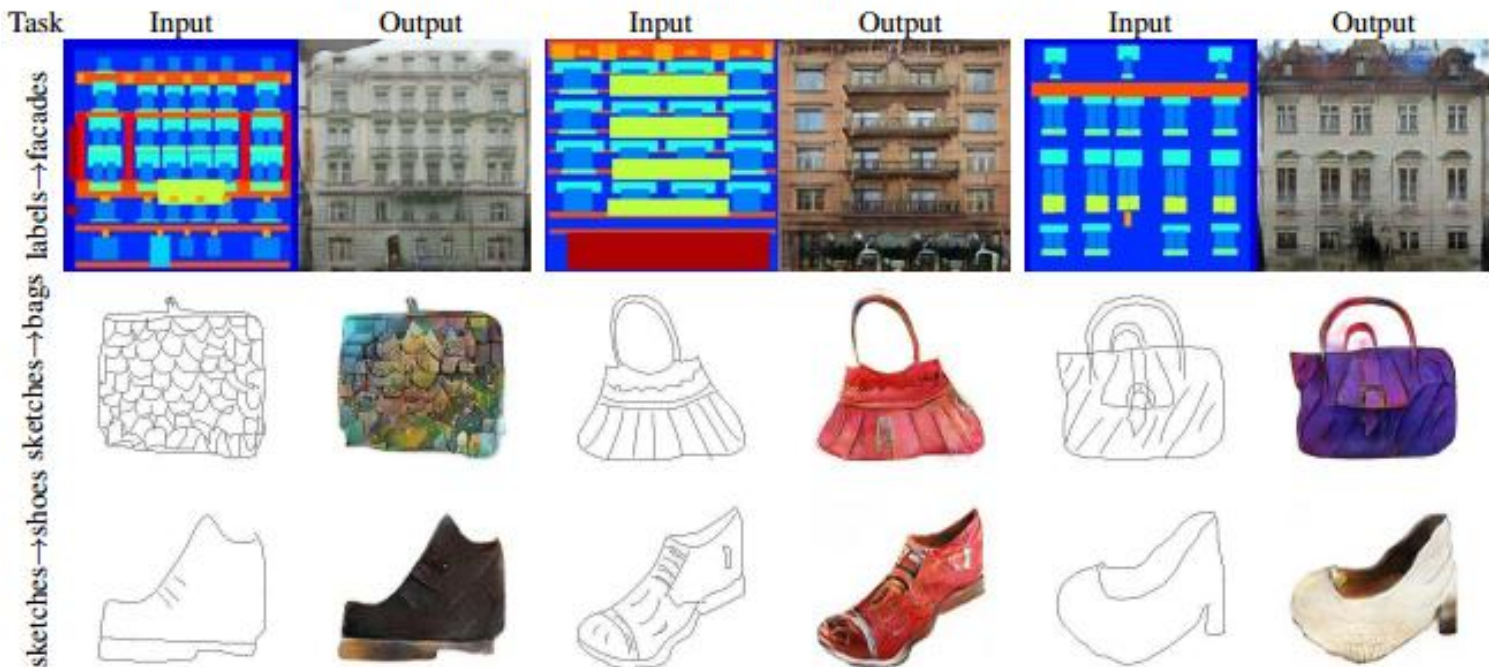 Task Input Output Input Output Input Output
labels→facades
sketches→bags
sketches→shoes